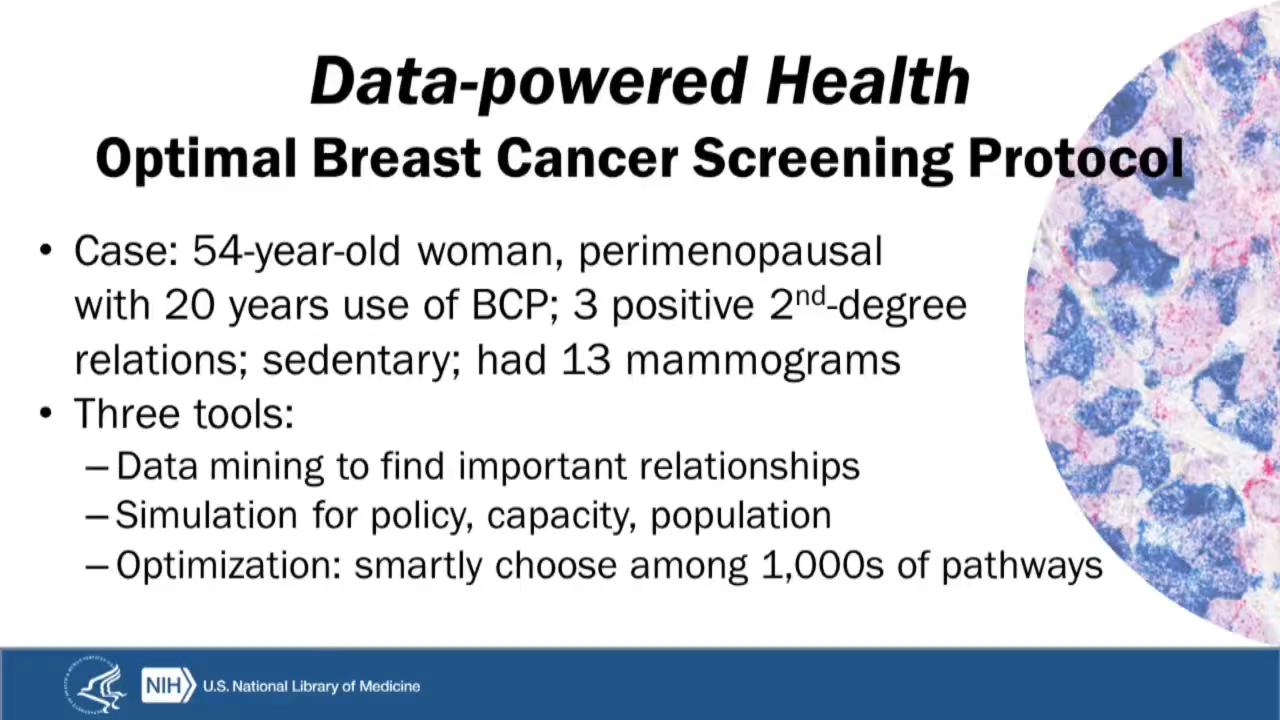 Data-powered Health
Optimal Breast Cancer Screening Protocol
• Case: 54-year-old woman, perimenopausal
with 20 years use of BCP; 3 positive 2nd-degree
relations; sedentary; had 13 mammograms
• Three tools:
– Data mining to find important relationships
– Simulation for policy, capacity, population
– Optimization: smartly choose among 1,000s of pathways
NIH U.S. National Library of Medicine